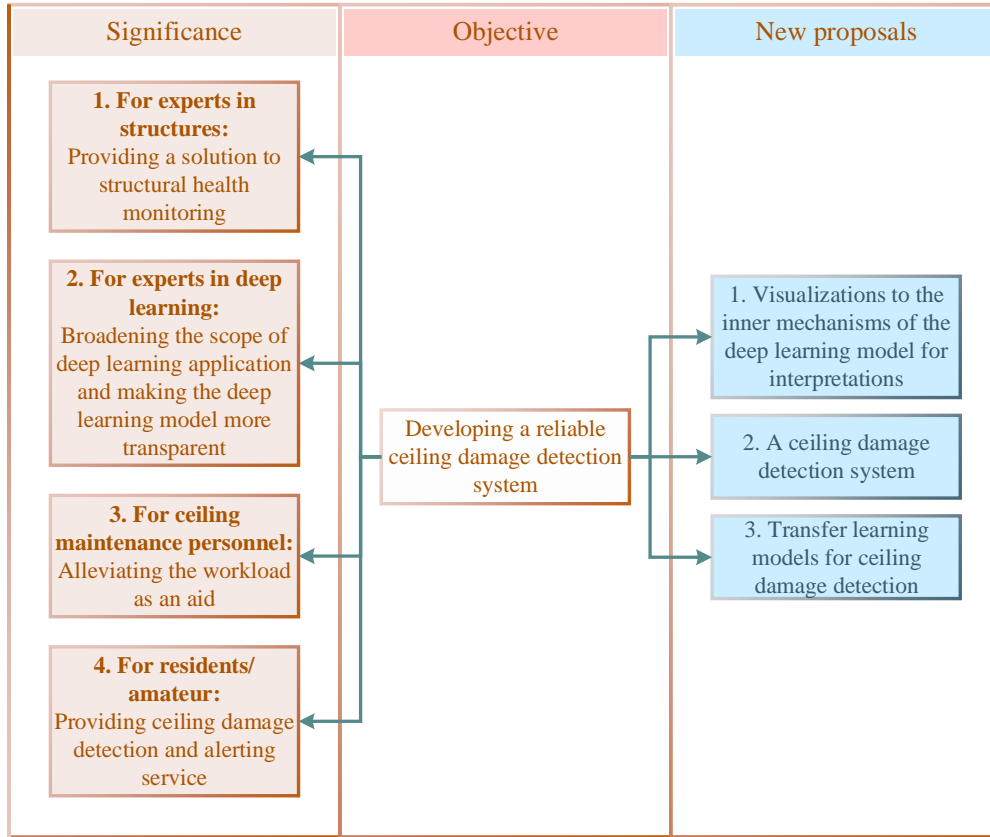 Significance
Objective
New proposals
1. For experts in
structures:
Providing a solution to
structural health
monitoring
2. For experts in deep
learning:
Broadening the scope of
deep learning application
and making the deep
learning model more
transparent
3. For ceiling
maintenance personnel:
Alleviating the workload
as an aid
4. For residents/
amateur:
Providing ceiling damage
detection and alerting
service
Developing a reliable
ceiling damage detection
system
1. Visualizations to the
inner mechanisms of the
deep learning model for
interpretations
2. A ceiling damage
detection system
3. Transfer learning
models for ceiling
damage detection